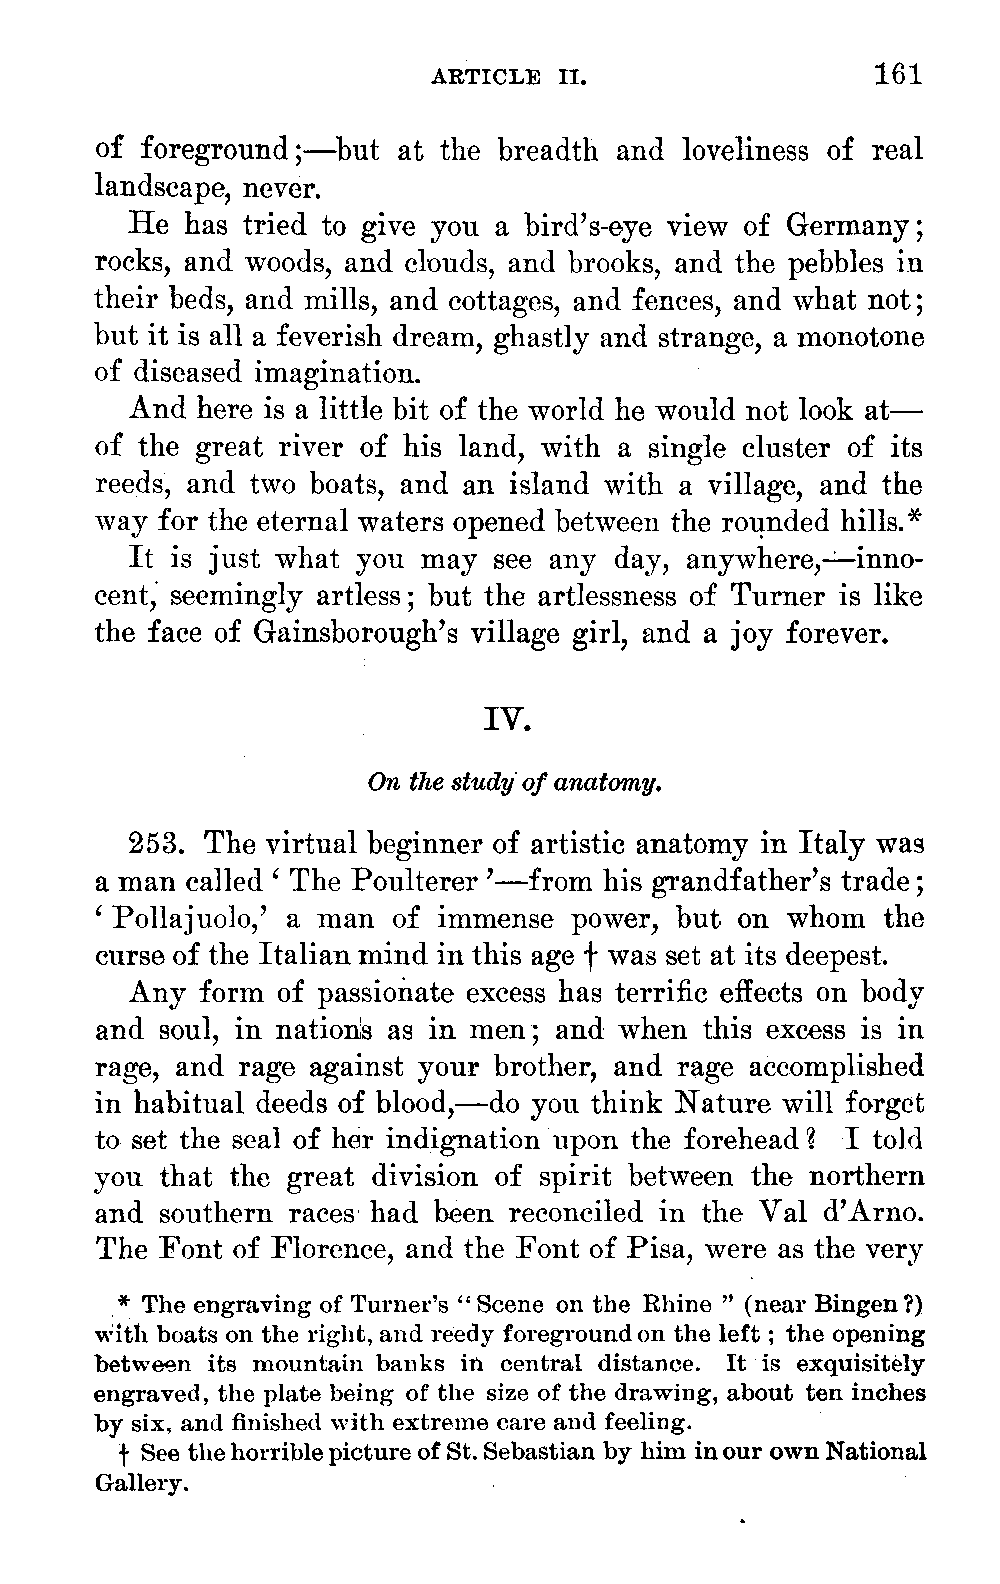 ARTICLE II. 161
of foreground;—but at the breadth and loveliness of real
landscape, never.
He has tried to give you a bird's-eye view of Germany;
rocks, and woods, and clouds, and brooks, and the pebbles in
their beds, and mills, and cottages, and fences, and what not;
but it is all a feverish dream, ghastly and strange, a monotone
of diseased imagination.
And here is a little bit of the world he would not look at—
of the great river of his land, with a single cluster of its
reeds, and two boats, and an island with a village, and the
way for the eternal waters opened between the rounded hills.*
It is just what you may see any day, anywhere,—inno-
cent, seemingly artless; but the artlessness of Turner is like
the face of Gainsborough's village girl, and a joy forever.
IV.
On the study of anatomy.
253. The virtual beginner of artistic anatomy in Italy was
a man called ‘ The Poulterer ’—from his grandfather's trade;
‘ Pollajuolo,’ a man of immense power, but on whom the
curse of the Italian mind in this age † was set at its deepest.
Any form of passionate excess has terrific effects on body
and soul, in nations as in men; and when this excess is in
rage, and rage against your brother, and rage accomplished
in habitual deeds of blood,—do you think Nature will forget
to set the seal of her indignation upon the forehead? I told
you that the great division of spirit between the northern
and southern races had been reconciled in the Val d'Arno.
The Font of Florence, and the Font of Pisa, were as the very
* The engraving of Turner's “ Scene on the Rhine ” (near Bingen?)
with boats on the right, and reedy foreground on the left ; the opening
between its mountain banks in central distance. It is exquisitely
engraved, the plate being of the size of the drawing, about ten inches
by six, and finished with extreme care and feeling.
† See the horrible picture of St. Sebastian by him in our own National
Gallery.